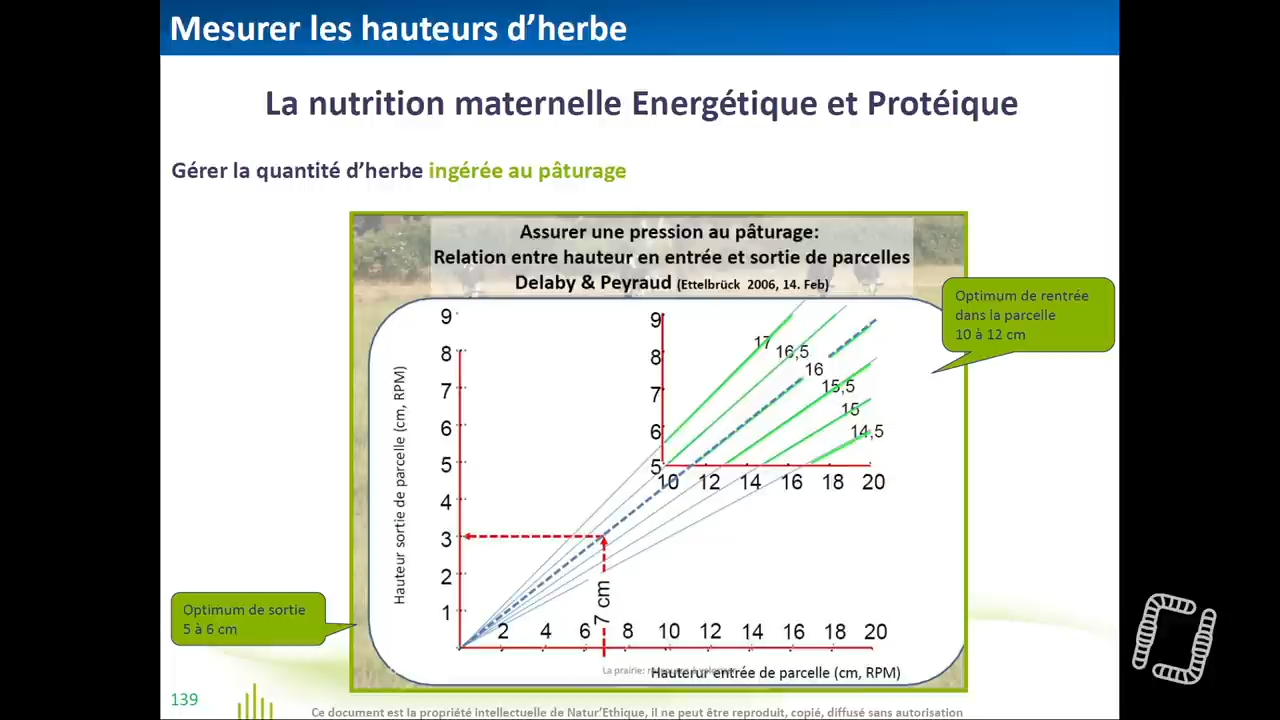 Mesurer les hauteurs d’herbe
La nutrition maternelle Energétique et Protéique
Gérer la quantité d’herbe ingérée au pâturage
Assurer une pression au pâturage:
Relation entre hauteur en entrée et sortie de parcelles
Delaby & Peyraud (Ettelbrück 2006, 14. Feb)
Optimum de rentrée
dans la parcelle
10 à 12 cm
Hauteur sortie de parcelle (cm, RPM)
9
8
7
6
5
4
3
2
1
9
8
7
6
5
17
16,5
16
15,5
15
14,5
10 12 14 16 18 20
7 cm
2 4 6 8 10 12 14 16 18 20
Optimum de sortie
5 à 6 cm
La prairie:
Hauterur entrée de parcelle (cm, RPM)
139
Ce document est la propriété intellectuelle de Natur’Ethique, il ne peut être reproduit, copié, diffusé sans autorisation